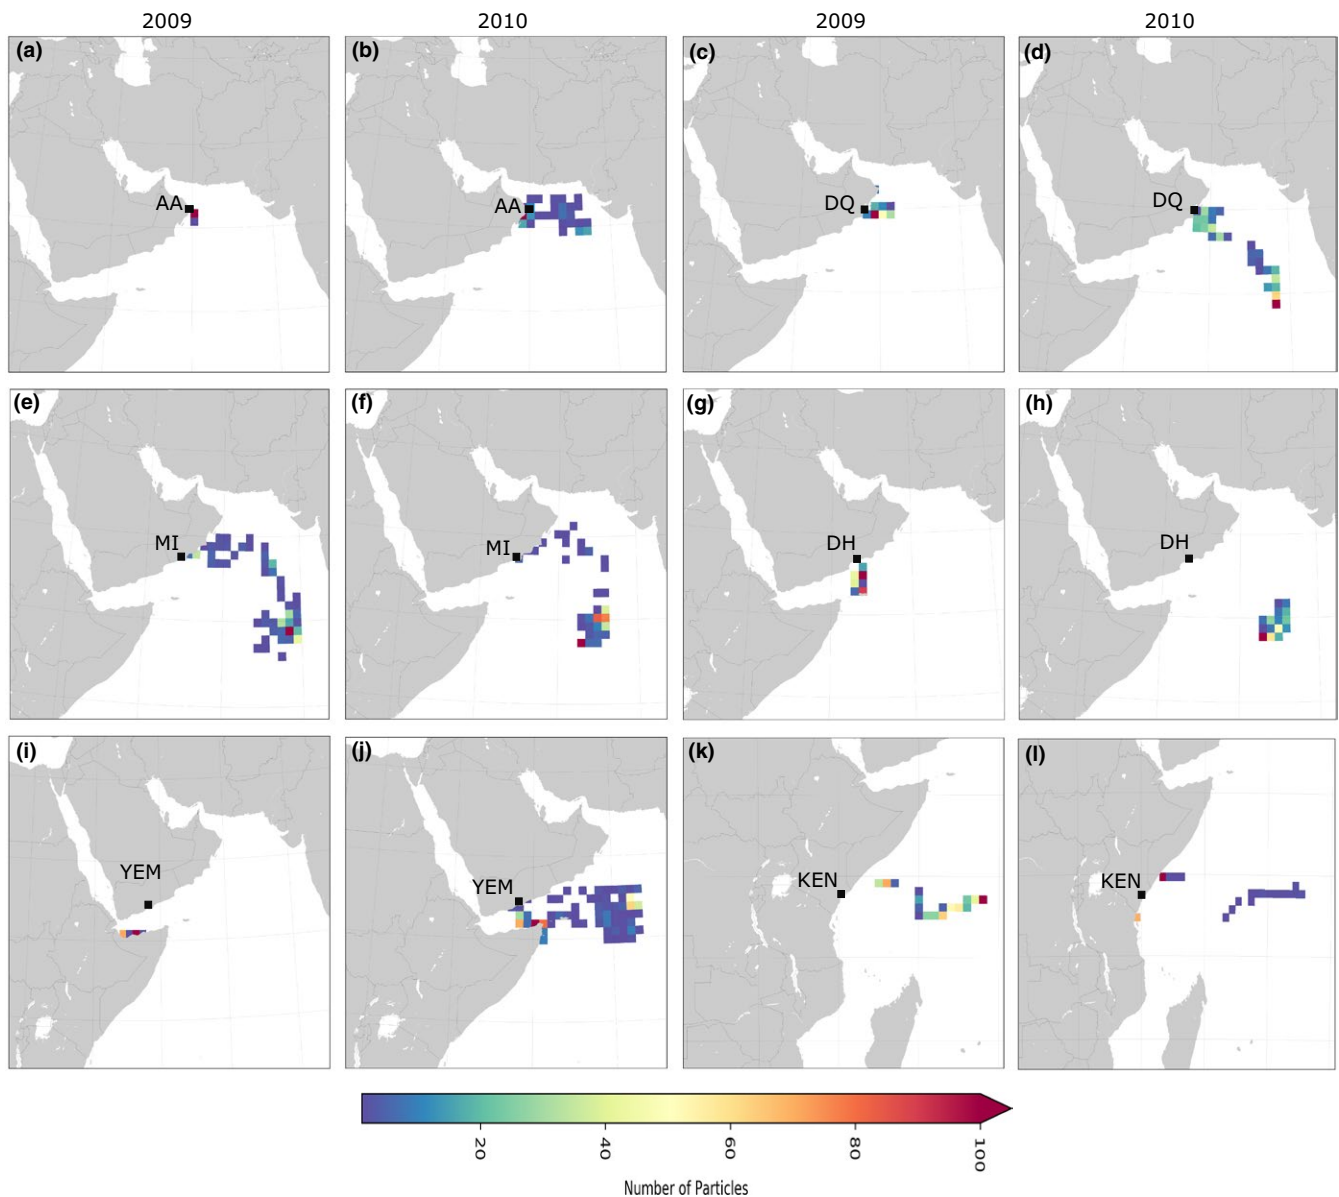 2009 2010 2009 2010
(a) (b) (c) (d)
AA AA DQ DQ
(e) (f) (g) (h)
MI MI DH DH
(i) (j) (k) (l)
YEM YEM KEN KEN
20 40 60 80 100
Number of Particles